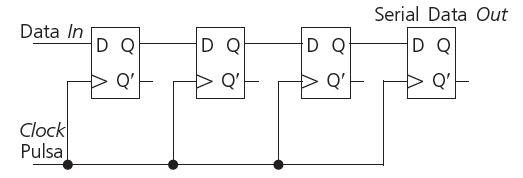 Serial Data Out
Data In
D Q D Q D Q D Q
> Q′ > Q′ > Q′ > Q′
Clock
Pulsa